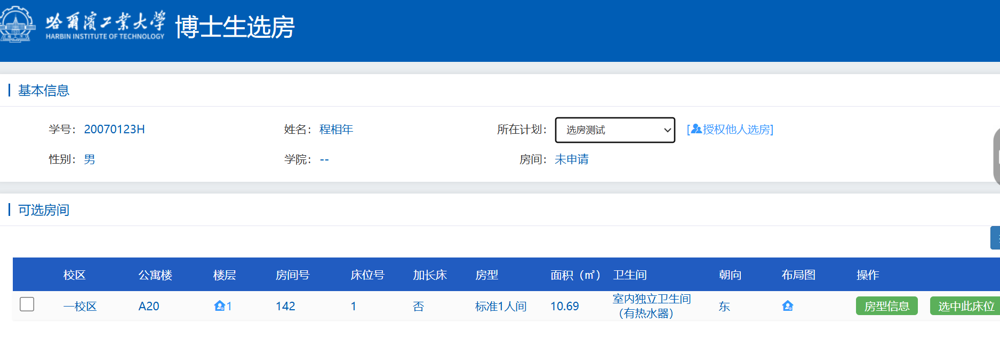 哈尔滨工业大学
HARBIN INSTITUTE OF TECHNOLOGY
博士生选房
基本信息
学号： 20070123H 姓名： 程相年 所在计划： 选房测试 [授权他人选房]
性别： 男 学院： -- 房间： 未申请
可选房间
校区 公寓楼 楼层 房间号 床位号 加长床 房型 面积（㎡） 卫生间 朝向 布局图 操作
一校区 A20 1 142 1 否 标准1人间 10.69 室内独立卫生间 东 房型信息 选中此床位
（有热水器）